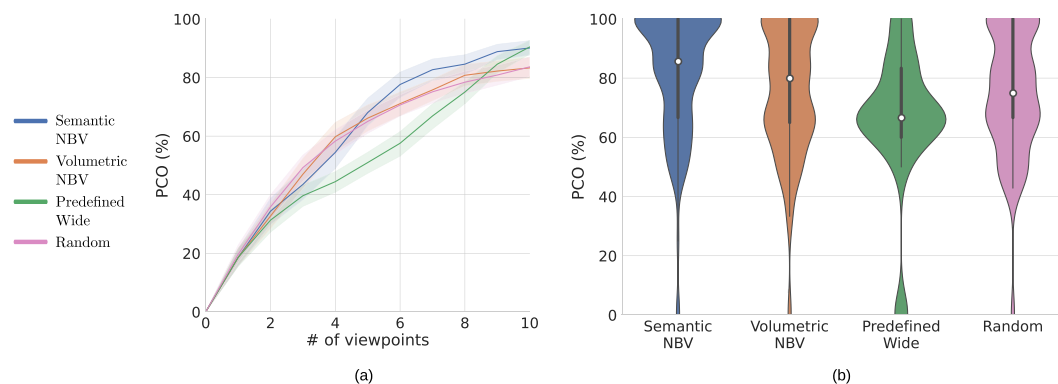 Semantic
NBV
Volumetric
NBV
Predefined
Wide
Random
PCO (%)
100
80
60
40
20
0
0 2 4 6 8 10
# of viewpoints
(a)
PCO (%)
100
80
60
40
20
0
Semantic
NBV
Volumetric
NBV
Predefined
Wide
Random
(b)